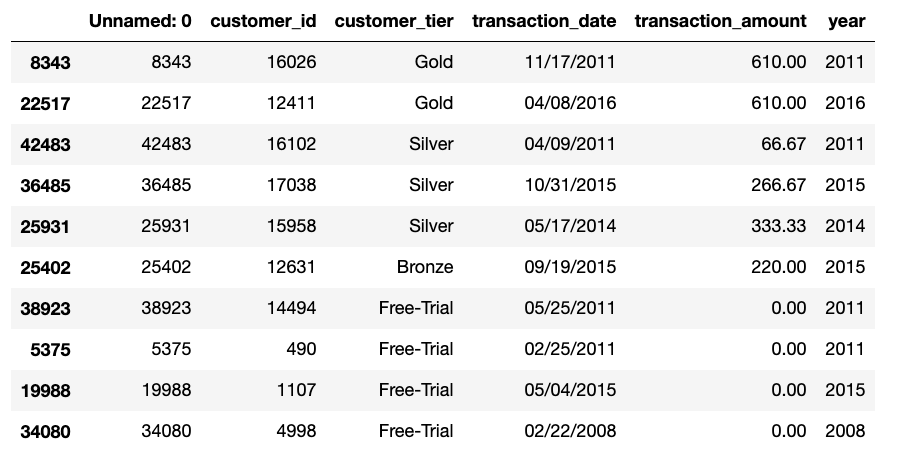 Unnamed: 0 customer_id customer_tier transaction_date transaction_amount year
8343 8343 16026 Gold 11/17/2011 610.00 2011
22517 22517 12411 Gold 04/08/2016 610.00 2016
42483 42483 16102 Silver 04/09/2011 66.67 2011
36485 36485 17038 Silver 10/31/2015 266.67 2015
25931 25931 15958 Silver 05/17/2014 333.33 2014
25402 25402 12631 Bronze 09/19/2015 220.00 2015
38923 38923 14494 Free-Trial 05/25/2011 0.00 2011
5375 5375 490 Free-Trial 02/25/2011 0.00 2011
19988 19988 1107 Free-Trial 05/04/2015 0.00 2015
34080 34080 4998 Free-Trial 02/22/2008 0.00 2008